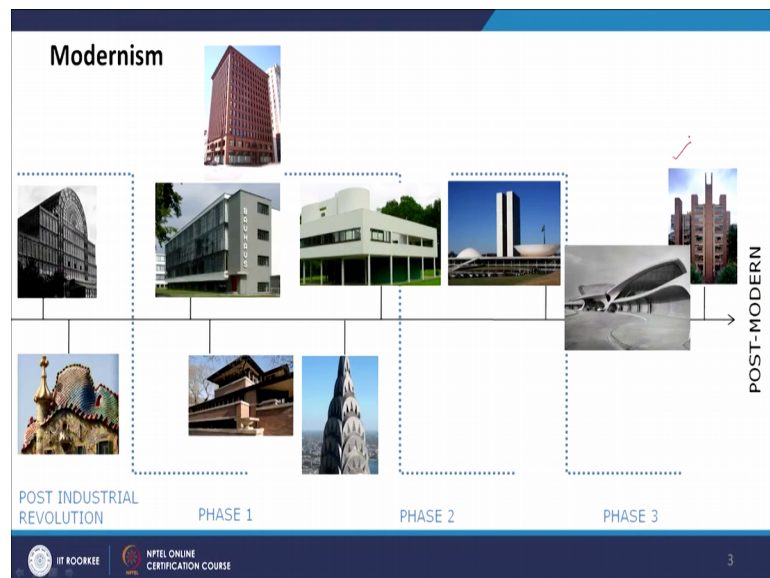 Modernism
BAUHAUS
POST-MODERN
POST INDUSTRIAL
REVOLUTION
PHASE 1
PHASE 2
PHASE 3
IIT ROORKEE
NPTEL ONLINE
CERTIFICATION COURSE
3